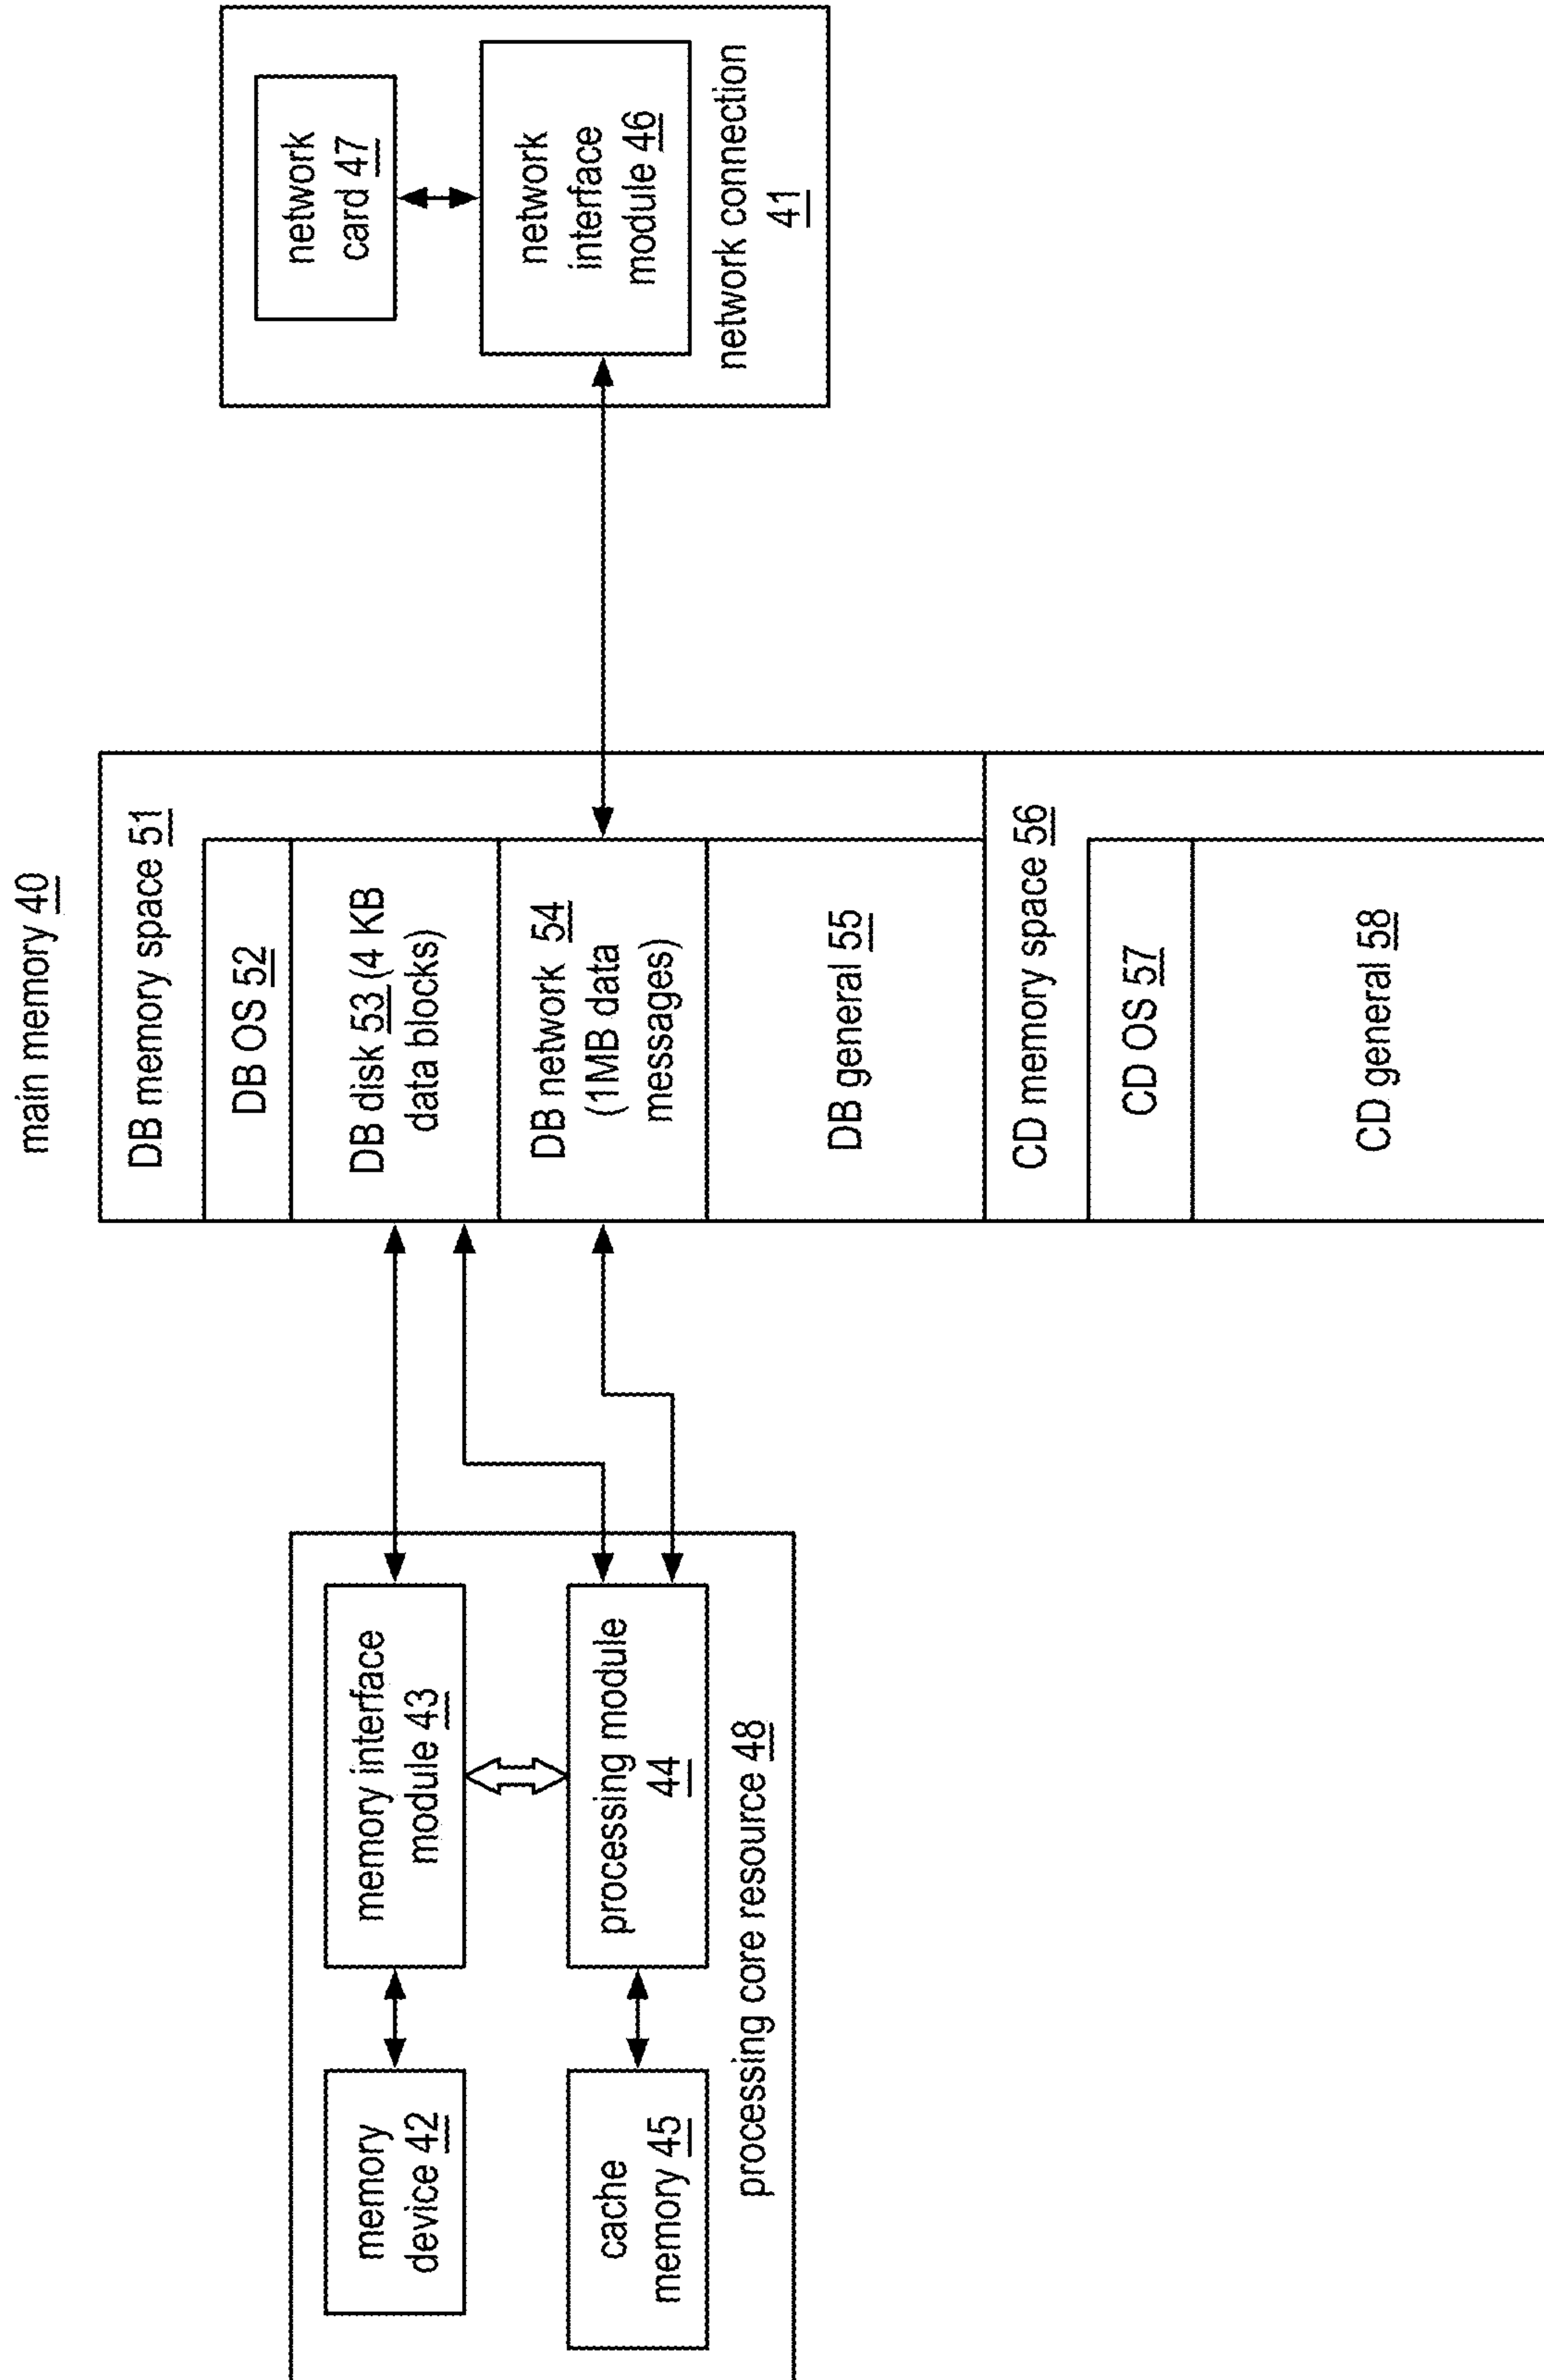 main memory 40
memory
device 42
memory interface
module 43
cache
memory 45
processing module
44
processing core resource 48
DB memory space 51
DB OS 52
DB disk 53 (4 KB
data blocks)
DB network 54
(1MB data
messages)
DB general 55
CD memory space 56
CD OS 57
CD general 58
network
card 47
network
interface
module 46
network connection
41